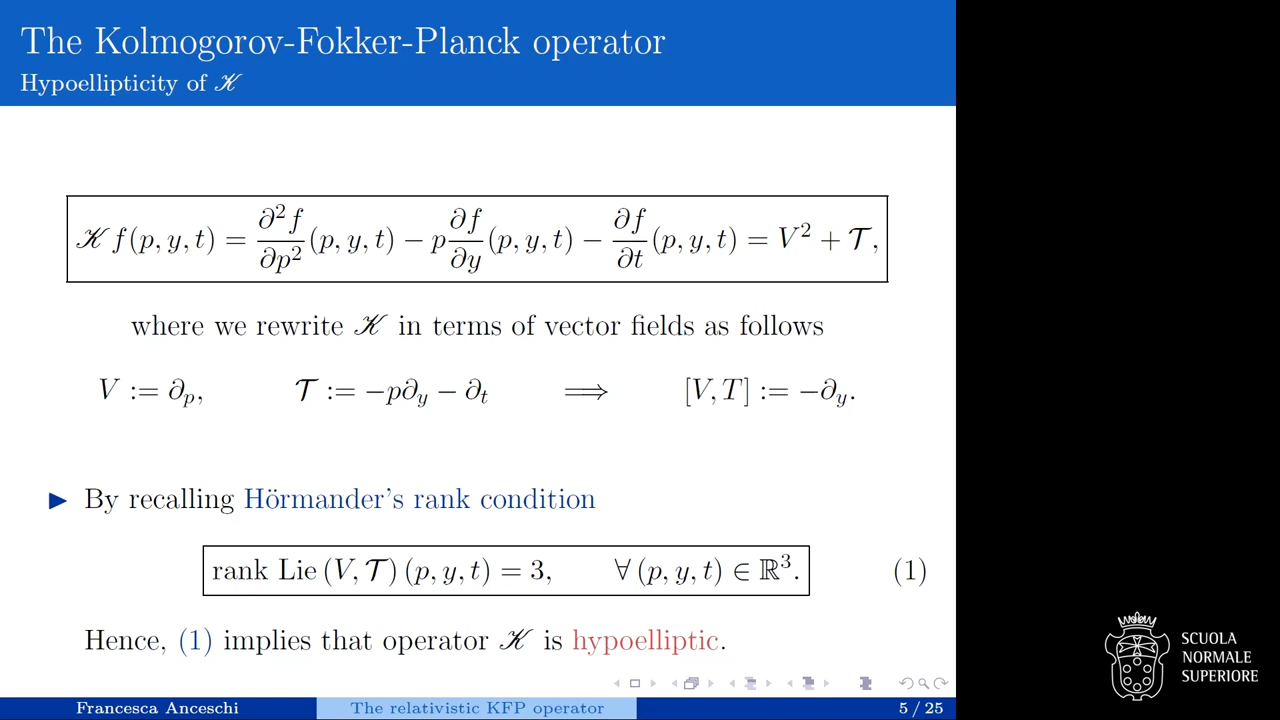 The Kolmogorov-Fokker-Planck operator
Hypoellipticity of 𝒦
𝒦 f(p, y, t) = ∂²f/∂p² (p, y, t) − p ∂f/∂y (p, y, t) − ∂f/∂t (p, y, t) = V² + 𝒯,
where we rewrite 𝒦 in terms of vector fields as follows
V := ∂ₚ, 𝒯 := −p∂_y − ∂_t ⟹ [V, T] := −∂_y.
▶ By recalling Hörmander's rank condition
rank Lie (V, 𝒯) (p, y, t) = 3, ∀ (p, y, t) ∈ ℝ³. (1)
Hence, (1) implies that operator 𝒦 is hypoelliptic.
Francesca Anceschi The relativistic KFP operator 5 / 25
SCUOLA
NORMALE
SUPERIORE